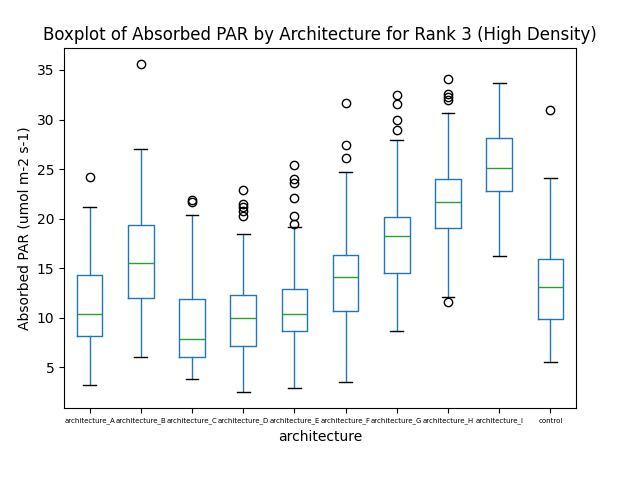 Boxplot of Absorbed PAR by Architecture for Rank 3 (High Density)
Absorbed PAR (umol m-2 s-1)
35
30
25
20
15
10
5
architecture_A architecture_B architecture_C architecture_D architecture_E architecture_F architecture_G architecture_H architecture_I control
architecture